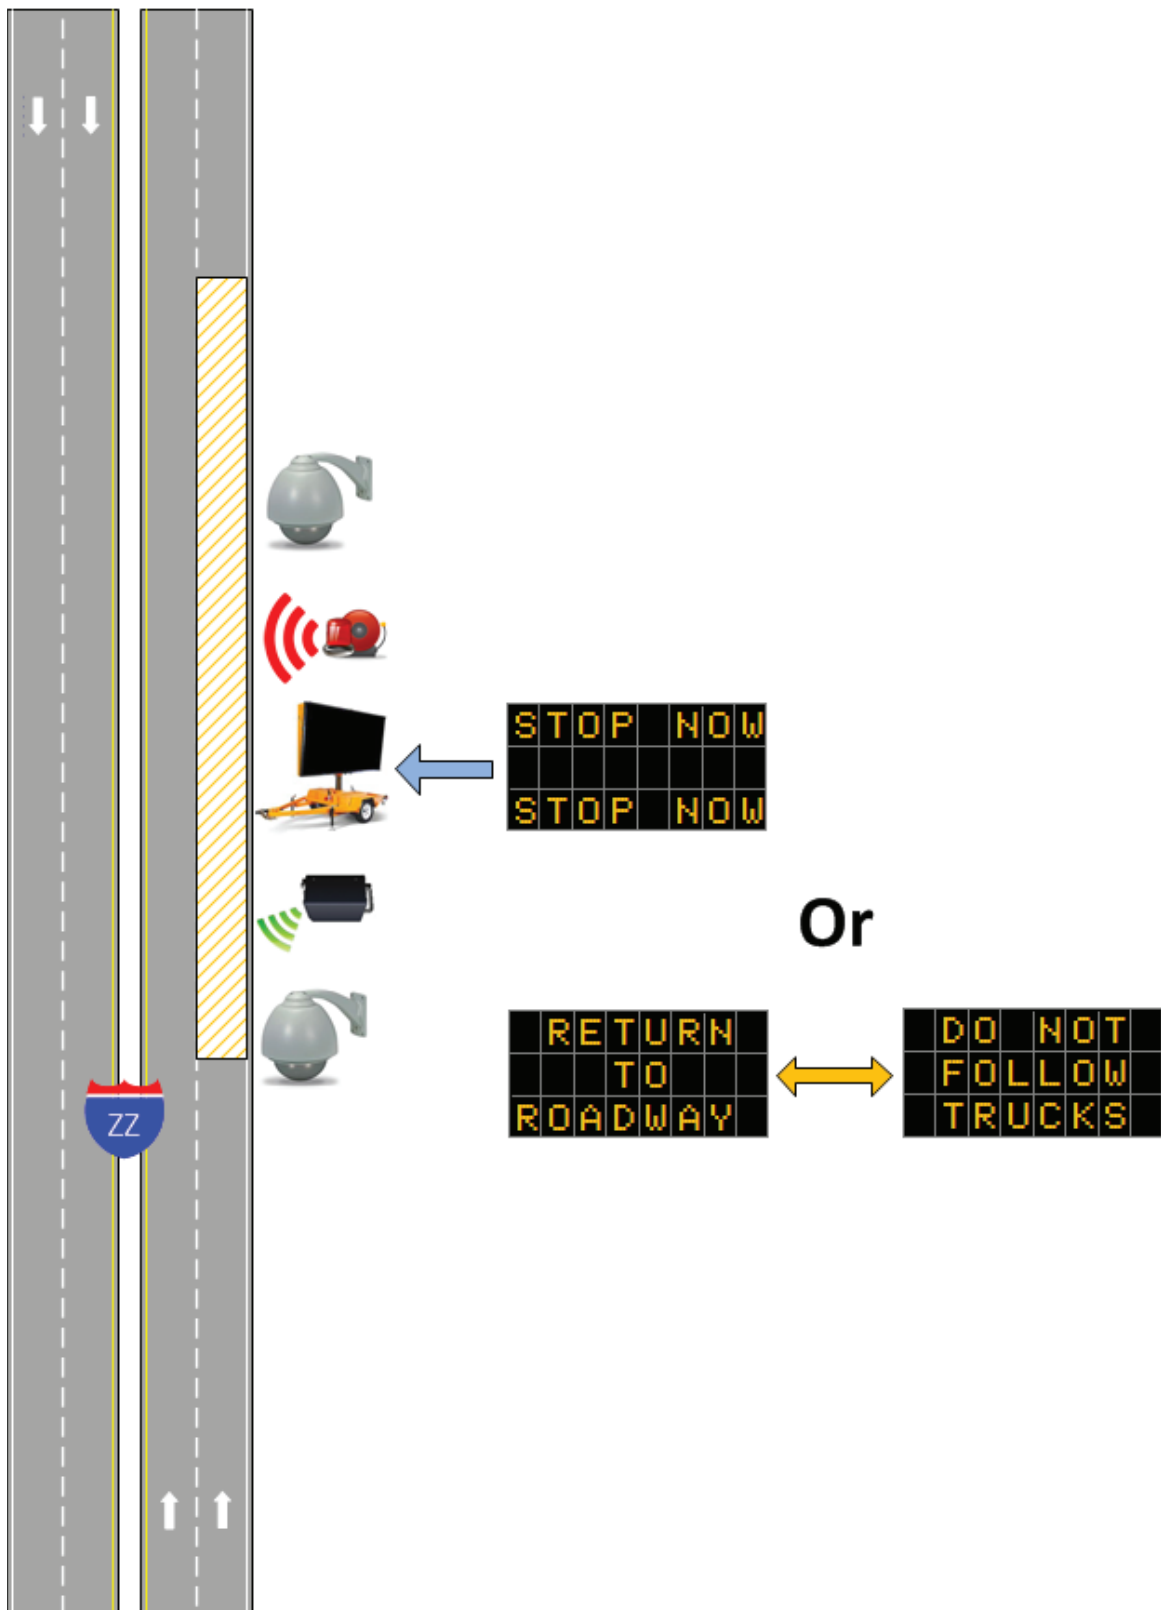 STOP NOW
STOP NOW
Or
RETURN
TO
ROADWAY
DO NOT
FOLLOW
TRUCKS
ZZ